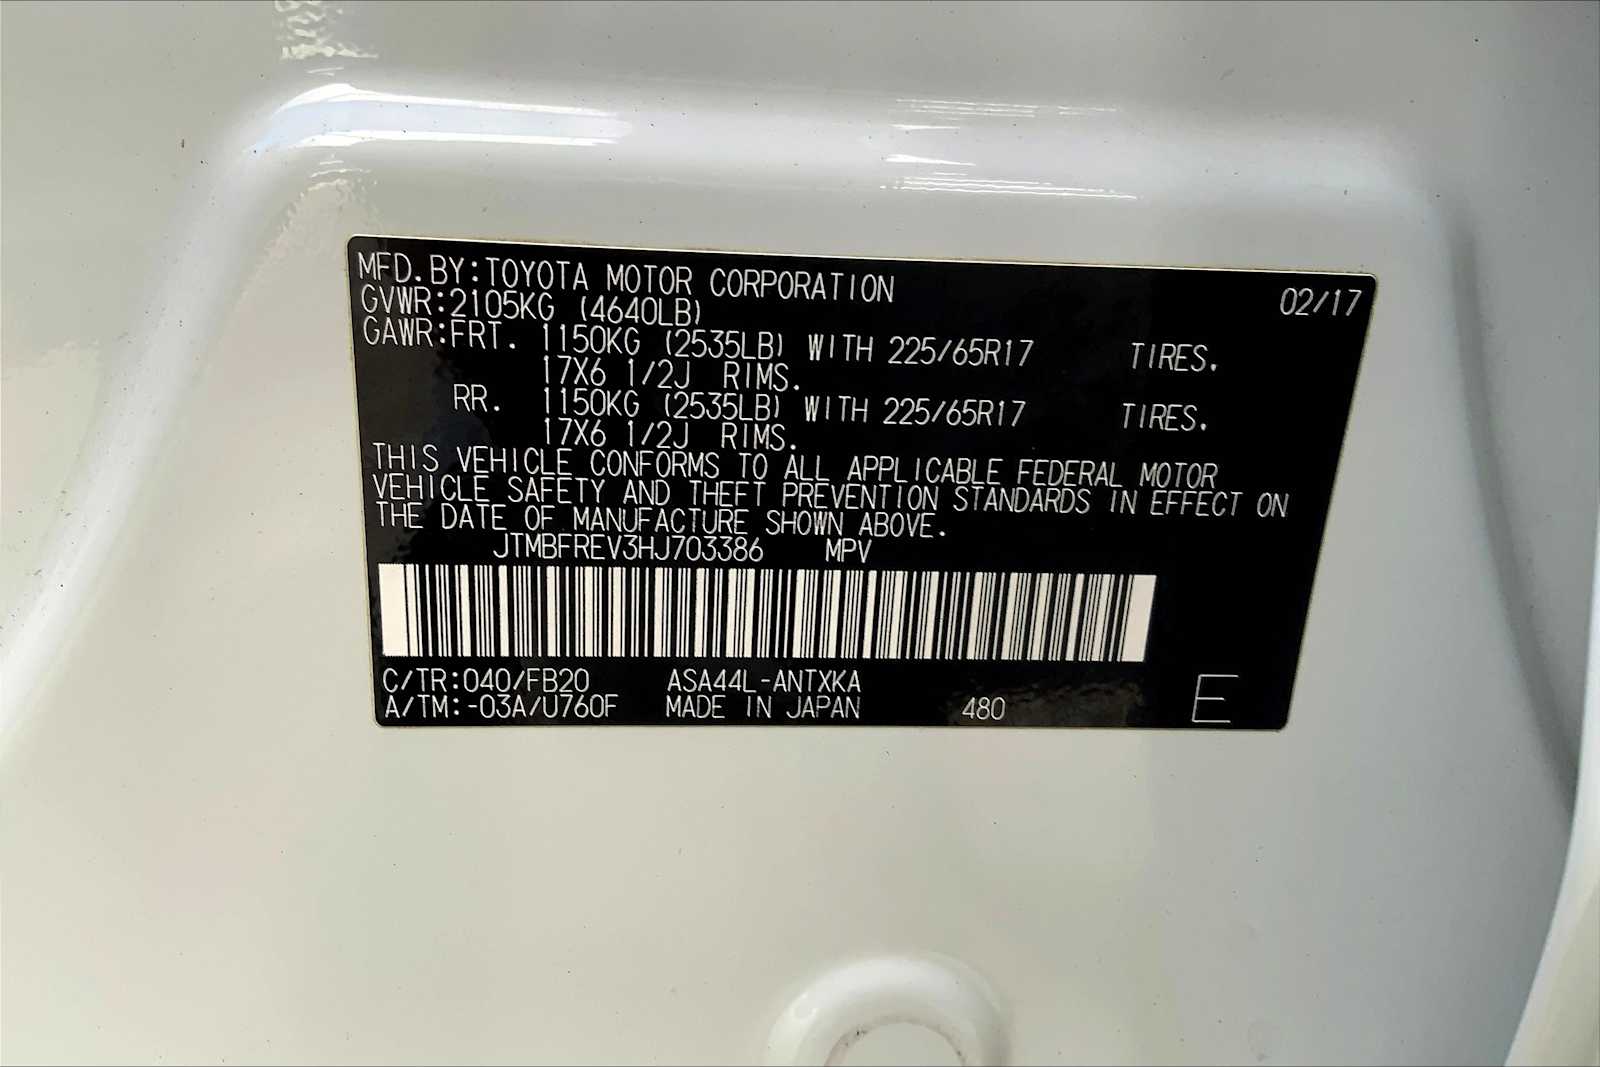 MFD.BY:TOYOTA MOTOR CORPORATION 02/17
GVWR:2105KG (4640LB)
GAWR:FRT. 1150KG (2535LB) WITH 225/65R17 TIRES.
17X6 1/2J RIMS.
RR. 1150KG (2535LB) WITH 225/65R17 TIRES.
17X6 1/2J RIMS.
THIS VEHICLE CONFORMS TO ALL APPLICABLE FEDERAL MOTOR
VEHICLE SAFETY AND THEFT PREVENTION STANDARDS IN EFFECT ON
THE DATE OF MANUFACTURE SHOWN ABOVE.
JTMBFREV3HJ703386 MPV
C/TR:040/FB20 ASA44L-ANTXKA
A/TM:-03A/U760F MADE IN JAPAN 480 E